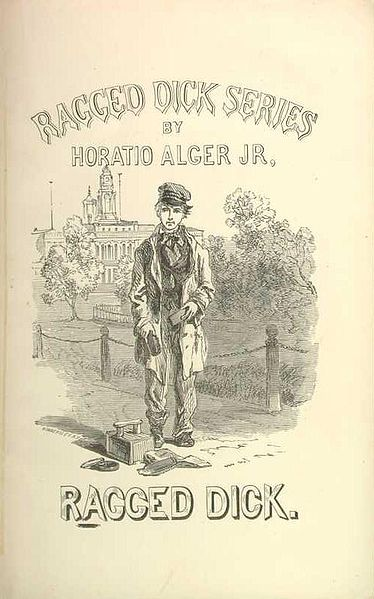 RAGGED DICK SERIES
BY
HORATIO ALGER JR,
RAGGED DICK.